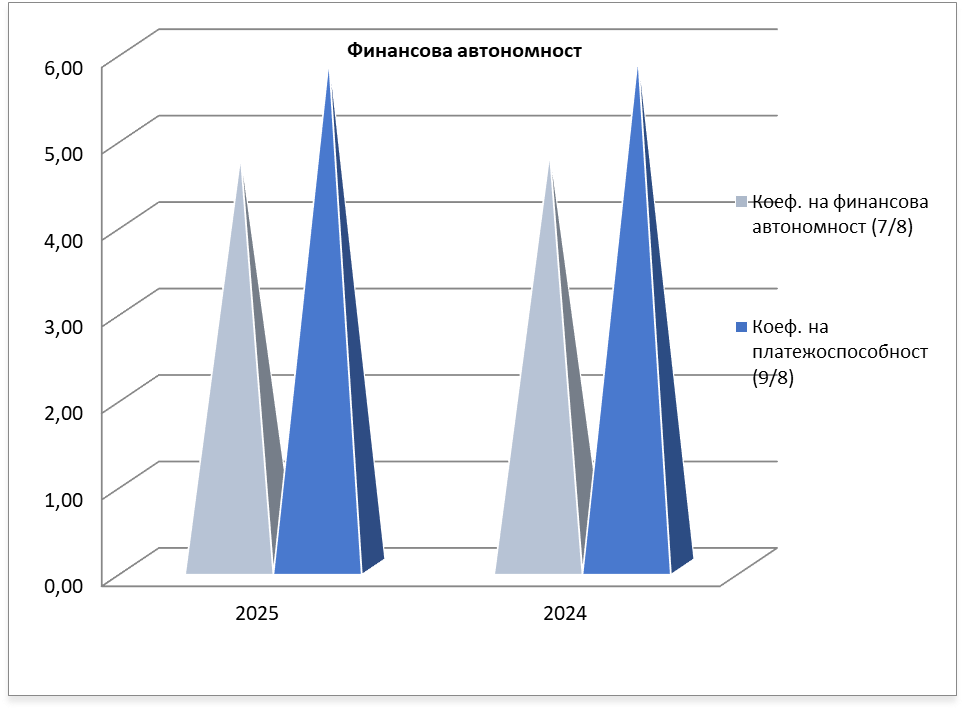 Финансова автономност
6,00
5,00
4,00
3,00
2,00
1,00
0,00
2025
2024
Коеф. на финансова
автономност (7/8)
Коеф. на
платежоспособност
(9/8)